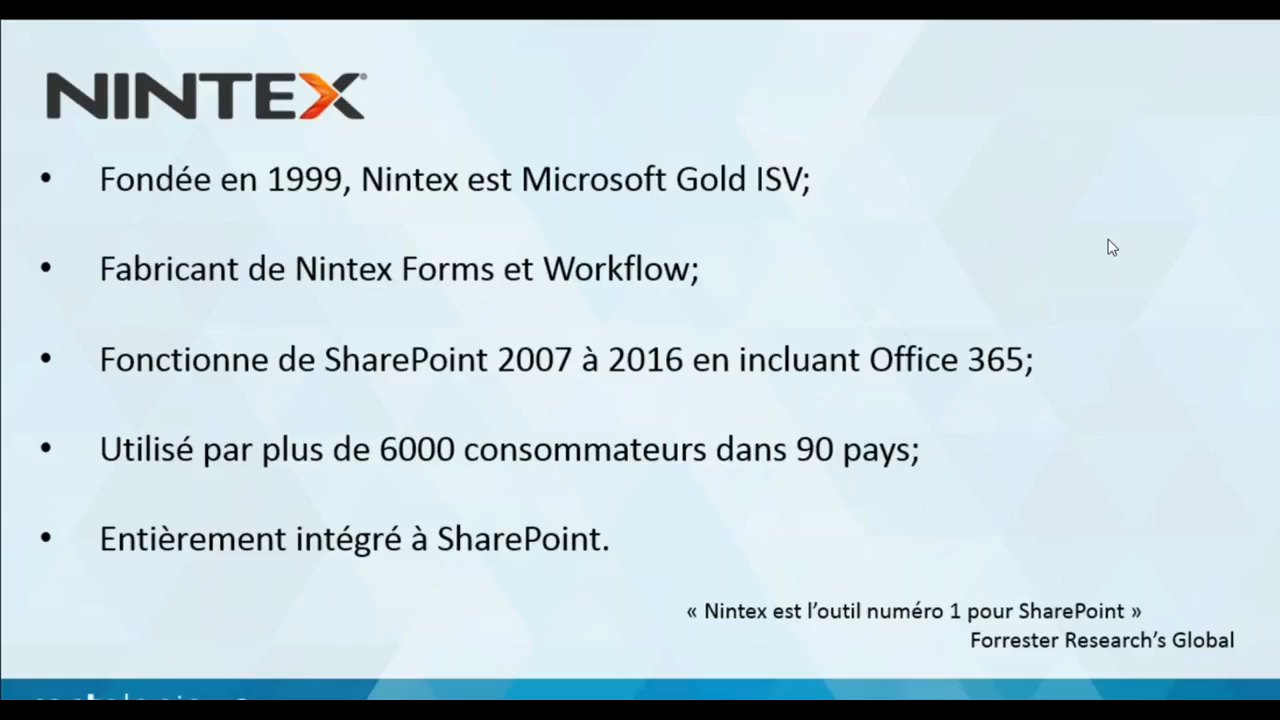 NINTEX®
• Fondée en 1999, Nintex est Microsoft Gold ISV;
• Fabricant de Nintex Forms et Workflow;
• Fonctionne de SharePoint 2007 à 2016 en incluant Office 365;
• Utilisé par plus de 6000 consommateurs dans 90 pays;
• Entièrement intégré à SharePoint.
« Nintex est l’outil numéro 1 pour SharePoint »
Forrester Research’s Global